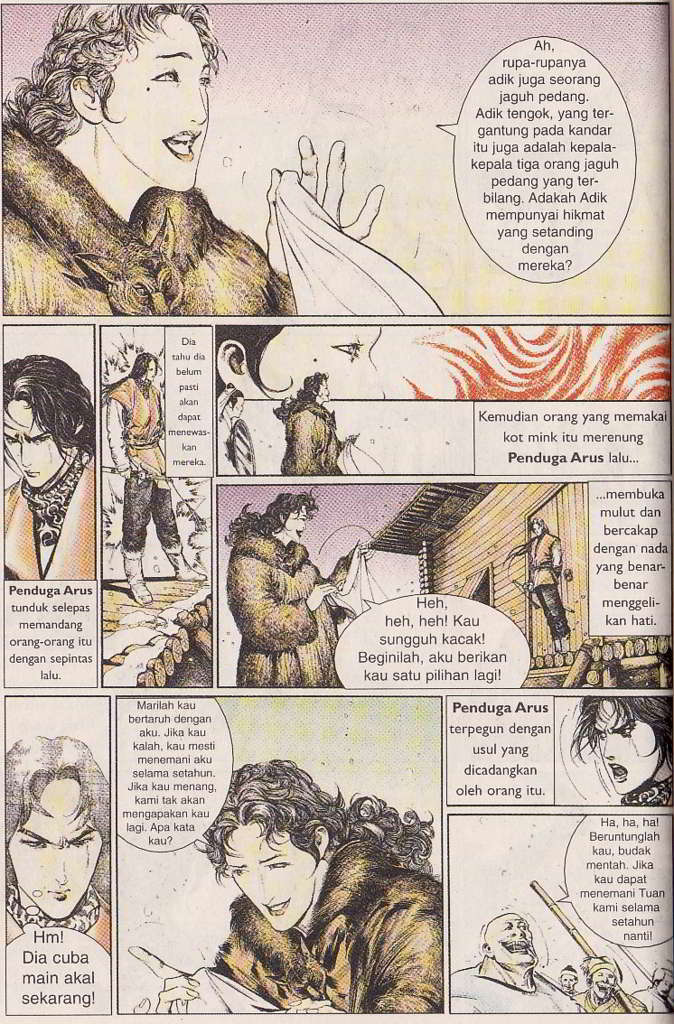 Ah,
rupa-rupanya
adik juga seorang
jaguh pedang.
Adik tengok, yang ter-
gantung pada kandar
itu juga adalah kepala-
kepala tiga orang jaguh
pedang yang ter-
bilang. Adakah Adik
mempunyai hikmat
yang setanding
dengan
mereka?
Penduga Arus
tunduk selepas
memandang
orang-orang itu
dengan sepintas
lalu.
Dia
tahu dia
belum
pasti
akan
dapat
menewas-
kan
mereka.
Kemudian orang yang memakai
kot mink itu merenung
Penduga Arus lalu...
...membuka
mulut dan
bercakap
dengan nada
yang benar-
benar
menggeli-
kan hati.
Heh,
heh, heh! Kau
sungguh kacak!
Beginilah, aku berikan
kau satu pilihan lagi!
Hm!
Dia cuba
main akal
sekarang!
Marilah kau
bertaruh dengan
aku. Jika kau
kalah, kau mesti
menemani aku
selama setahun.
Jika kau menang,
kami tak akan
mengapakan kau
lagi. Apa kata
kau?
Penduga Arus
terpegun dengan
usul yang
dicadangkan
oleh orang itu.
Ha, ha, ha!
Beruntunglah
kau, budak
mentah. Jika
kau dapat
menemani Tuan
kami selama
setahun
nanti!